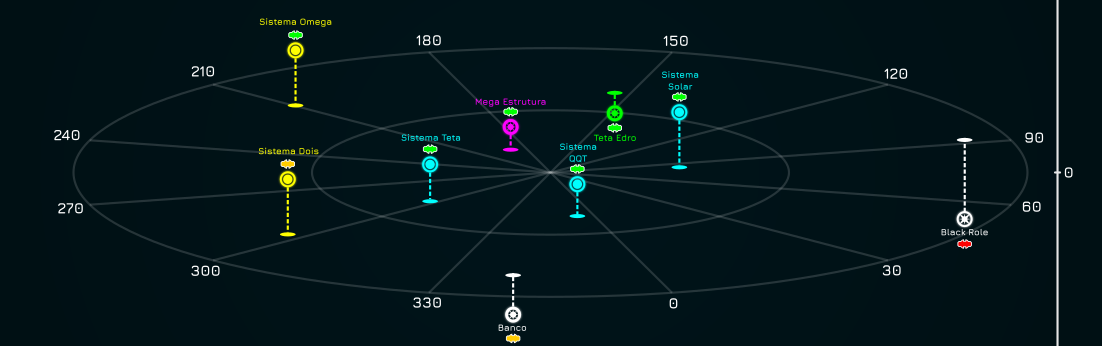 Sistema Omega
180
150
210
Sistema
Solar
120
Mega Estrutura
240
Sistema Teta
Teta Edro
90
Sistema Dois
Sistema
QQT
0
270
60
Black Role
300
30
330
0
Banco